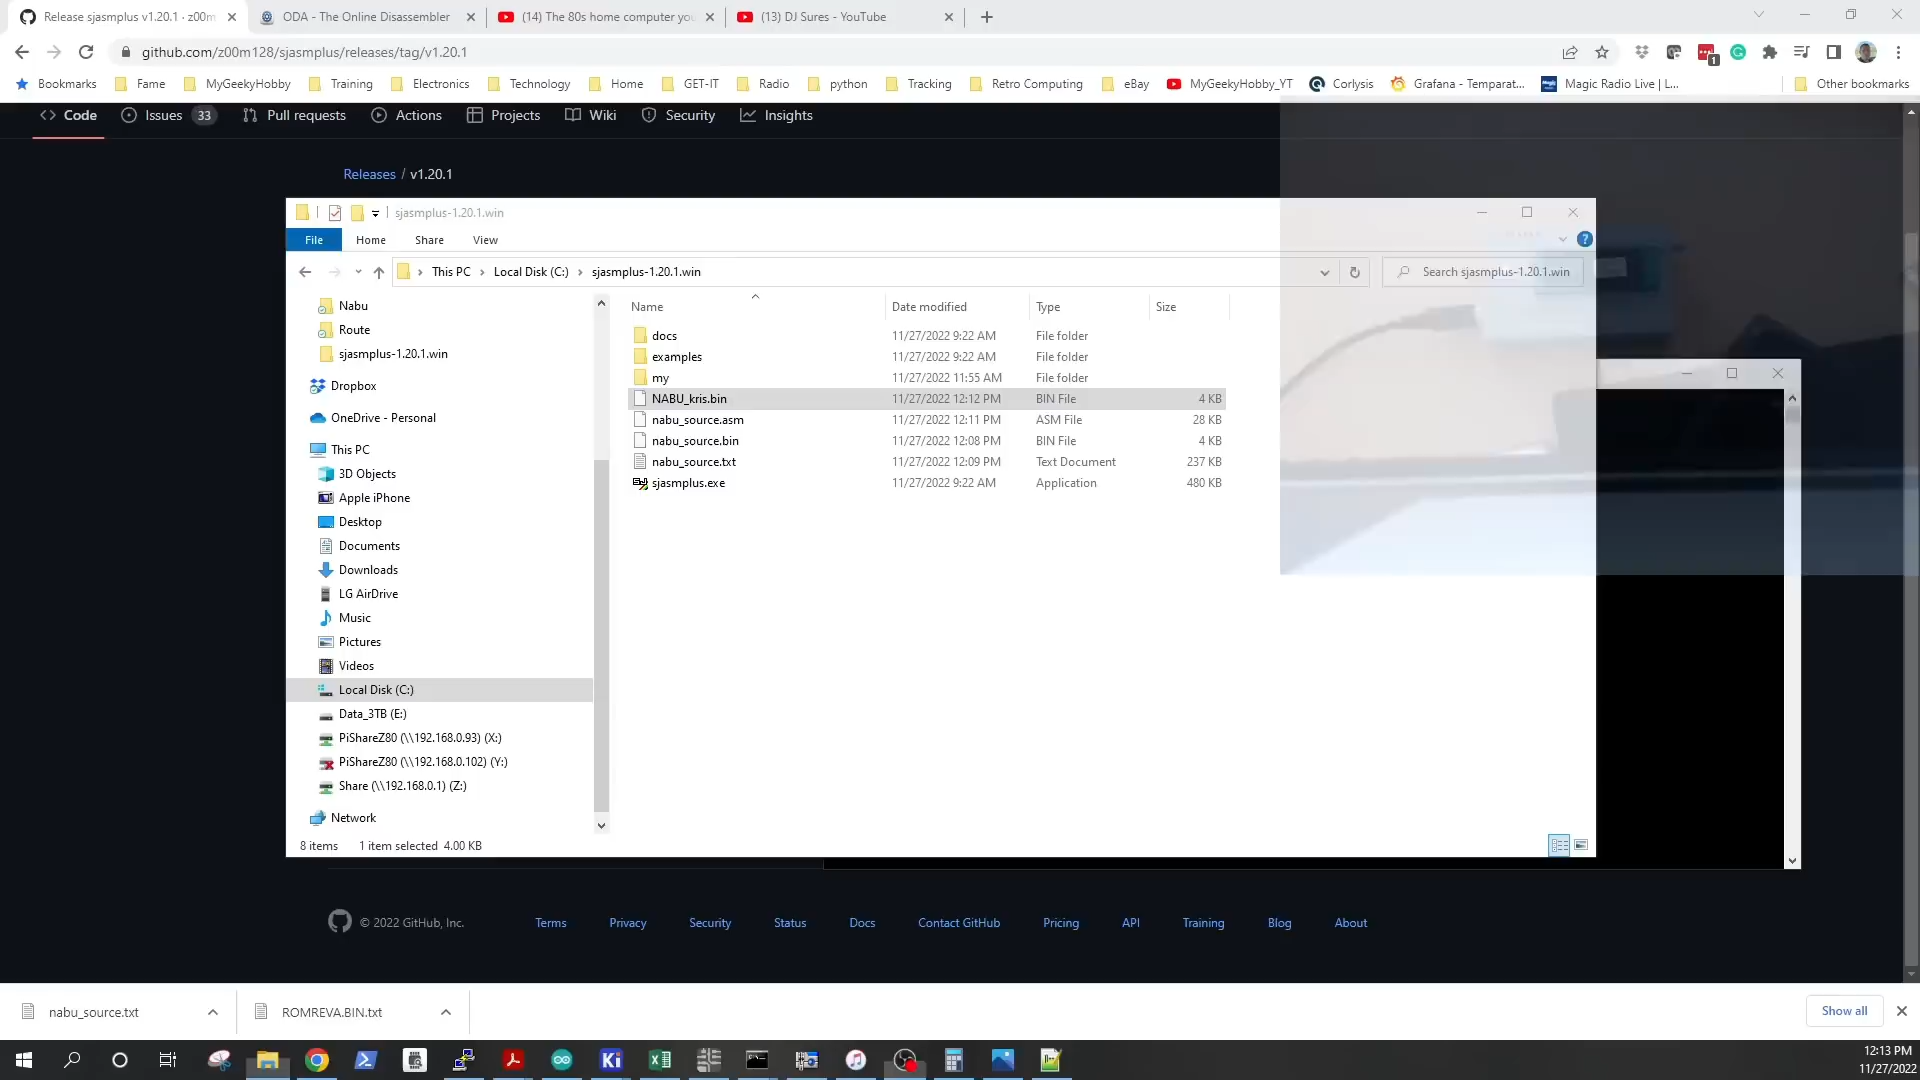 Release sjasmplus v1.20.1 · z00m
ODA - The Online Disassembler
(14) The 80s home computer you
(13) DJ Sures - YouTube
github.com/z00m128/sjasmplus/releases/tag/v1.20.1
1
Bookmarks
Fame
MyGeekyHobby
Training
Electronics
Technology
Home
GET-IT
Radio
python
Tracking
Retro Computing
eBay
MyGeekyHobby_YT
Corlysis
Grafana - Temparat...
Magic Radio Live | L...
Other bookmarks
Code
Issues 33
Pull requests
Actions
Projects
Wiki
Security
Insights
Releases / v1.20.1
sjasmplus-1.20.1.win
File
Home
Share
View
This PC
Local Disk (C:)
sjasmplus-1.20.1.win
Search sjasmplus-1.20.1.win
Nabu
Route
sjasmplus-1.20.1.win
Dropbox
OneDrive - Personal
This PC
3D Objects
Apple iPhone
Desktop
Documents
Downloads
LG AirDrive
Music
Pictures
Videos
Local Disk (C:)
Data_3TB (E:)
PiShareZ80 (\\192.168.0.93) (X:)
PiShareZ80 (\\192.168.0.102) (Y:)
Share (\\192.168.0.1) (Z:)
Network
Name Date modified Type Size
docs 11/27/2022 9:22 AM File folder
examples 11/27/2022 9:22 AM File folder
my 11/27/2022 11:55 AM File folder
NABU_kris.bin 11/27/2022 12:12 PM BIN File 4 KB
nabu_source.asm 11/27/2022 12:11 PM ASM File 28 KB
nabu_source.bin 11/27/2022 12:08 PM BIN File 4 KB
nabu_source.txt 11/27/2022 12:09 PM Text Document 237 KB
sjasmplus.exe 11/27/2022 9:22 AM Application 480 KB
8 items 1 item selected 4.00 KB
© 2022 GitHub, Inc.
Terms
Privacy
Security
Status
Docs
Contact GitHub
Pricing
API
Training
Blog
About
nabu_source.txt
ROMREVA.BIN.txt
Show all
Ki
12:13 PM
11/27/2022